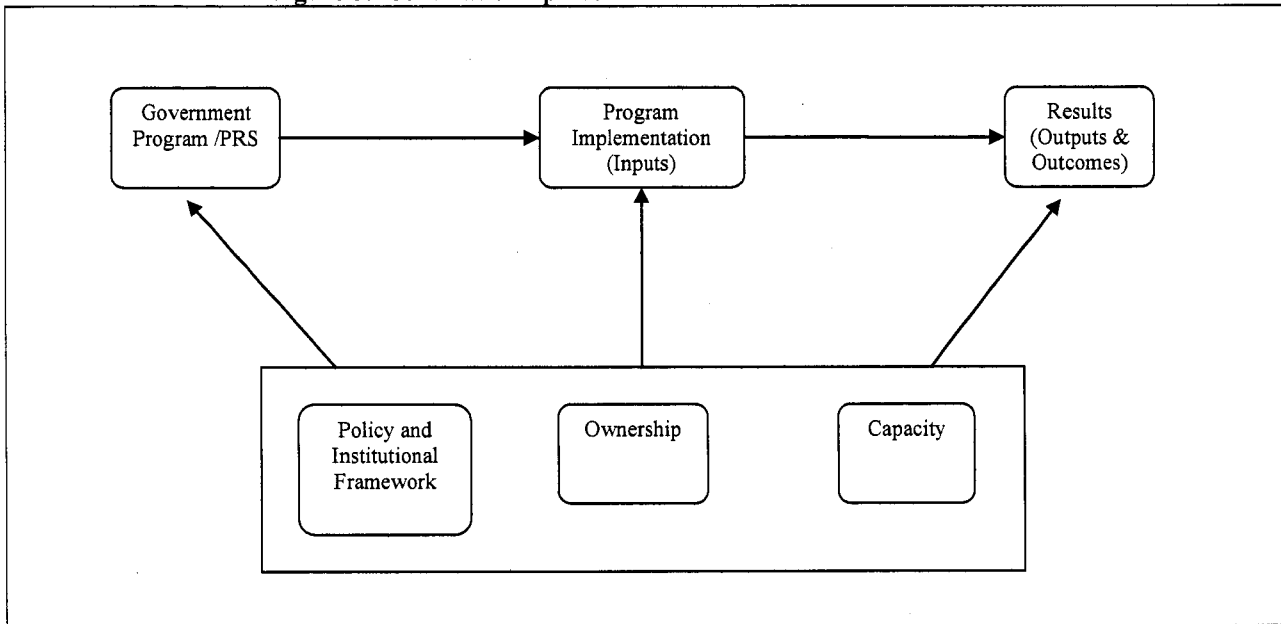 Government
Program /PRS
Program
Implementation
(Inputs)
Results
(Outputs &
Outcomes)
Policy and
Institutional
Framework
Ownership
Capacity